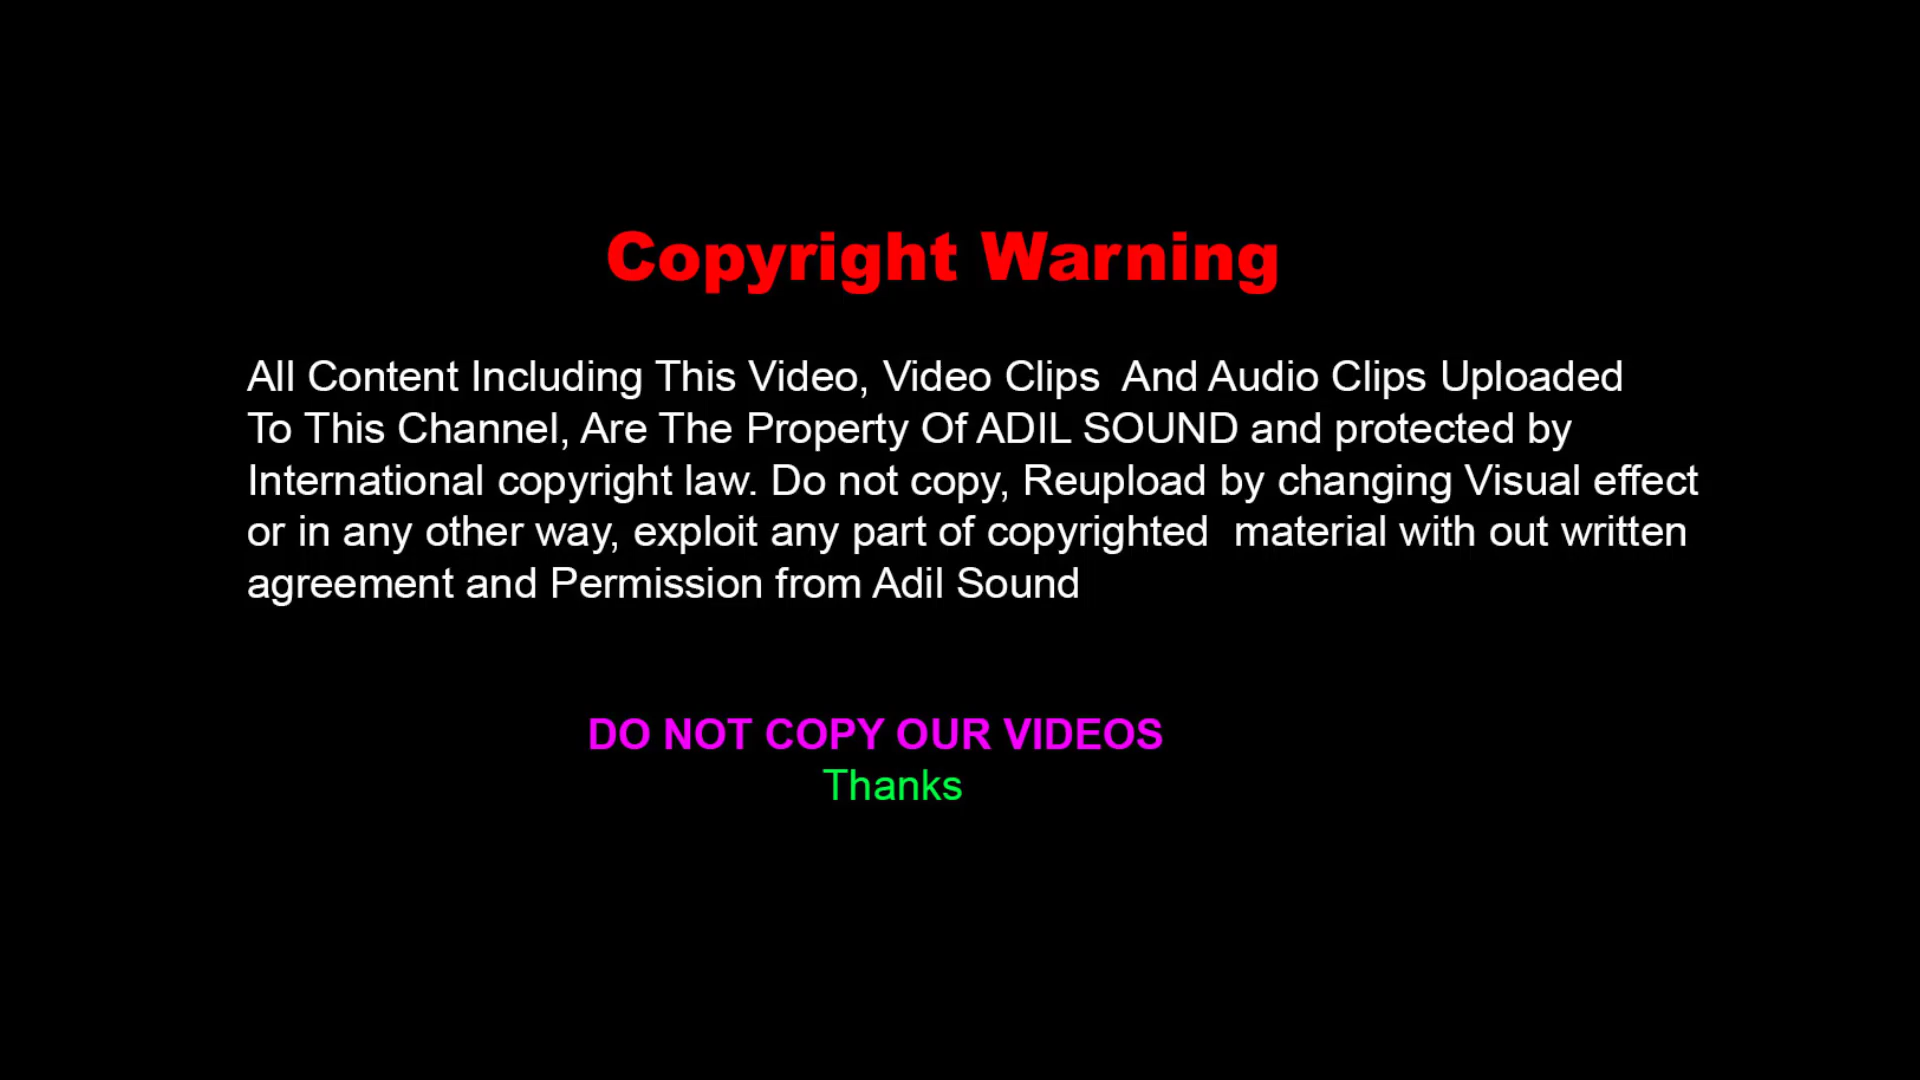 Copyright Warning
All Content Including This Video, Video Clips  And Audio Clips Uploaded
To This Channel, Are The Property Of ADIL SOUND and protected by
International copyright law. Do not copy, Reupload by changing Visual effect
or in any other way, exploit any part of copyrighted  material with out written
agreement and Permission from Adil Sound
DO NOT COPY OUR VIDEOS
Thanks